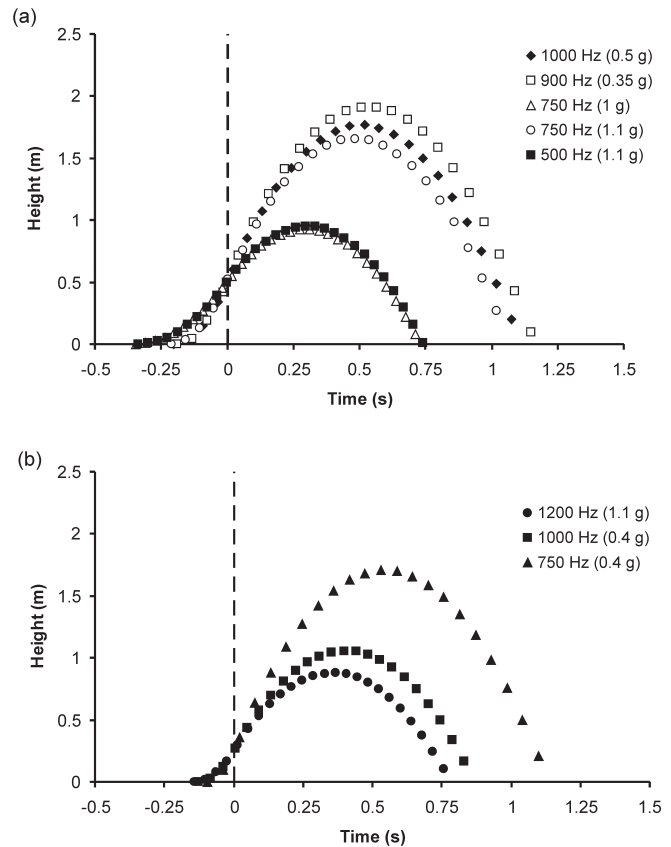 (a)
2.5
2
1.5
1
0.5
0
Height (m)
-0.5
-0.25
0
0.25
0.5
0.75
1
1.25
1.5
Time (s)
1000 Hz (0.5 g)
900 Hz (0.35 g)
750 Hz (1 g)
750 Hz (1.1 g)
500 Hz (1.1 g)
(b)
2.5
2
1.5
1
0.5
0
Height (m)
-0.5
-0.25
0
0.25
0.5
0.75
1
1.25
1.5
Time (s)
1200 Hz (1.1 g)
1000 Hz (0.4 g)
750 Hz (0.4 g)